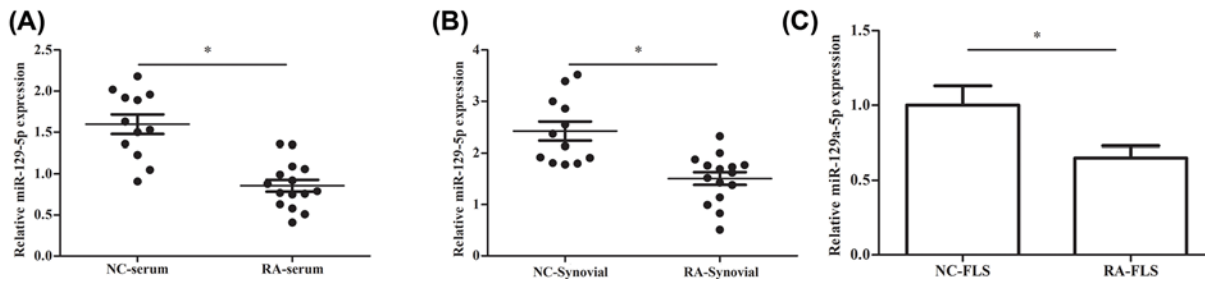 (A)
*
Relative miR-129-5p expression
2.5
2.0
1.5
1.0
0.5
0.0
NC-serum RA-serum
(B)
*
Relative miR-129-5p expression
4
3
2
1
0
NC-Synovial RA-Synovial
(C)
*
Relative miR-129a-5p expression
1.5
1.0
0.5
0.0
NC-FLS RA-FLS